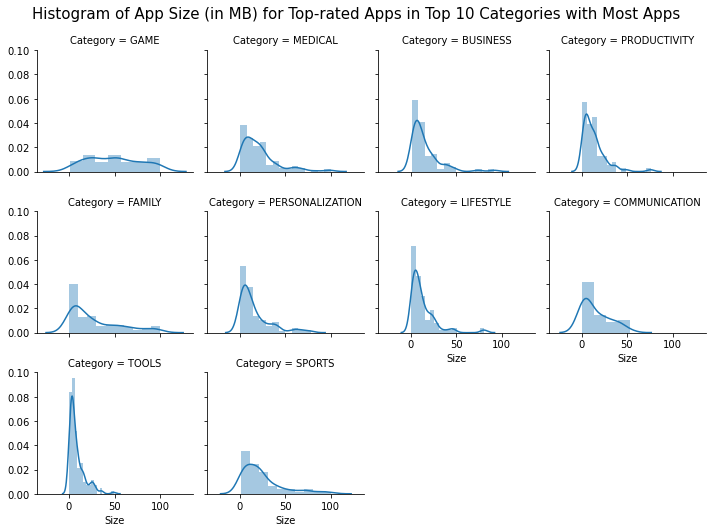 Histogram of App Size (in MB) for Top-rated Apps in Top 10 Categories with Most Apps
Category = GAME
Category = MEDICAL
Category = BUSINESS
Category = PRODUCTIVITY
0.10
0.08
0.06
0.04
0.02
0.00
Category = FAMILY
Category = PERSONALIZATION
Category = LIFESTYLE
Category = COMMUNICATION
0.10
0.08
0.06
0.04
0.02
0.00
0 50 100
Size
0 50 100
Size
Category = TOOLS
Category = SPORTS
0.10
0.08
0.06
0.04
0.02
0.00
0 50 100
Size
0 50 100
Size